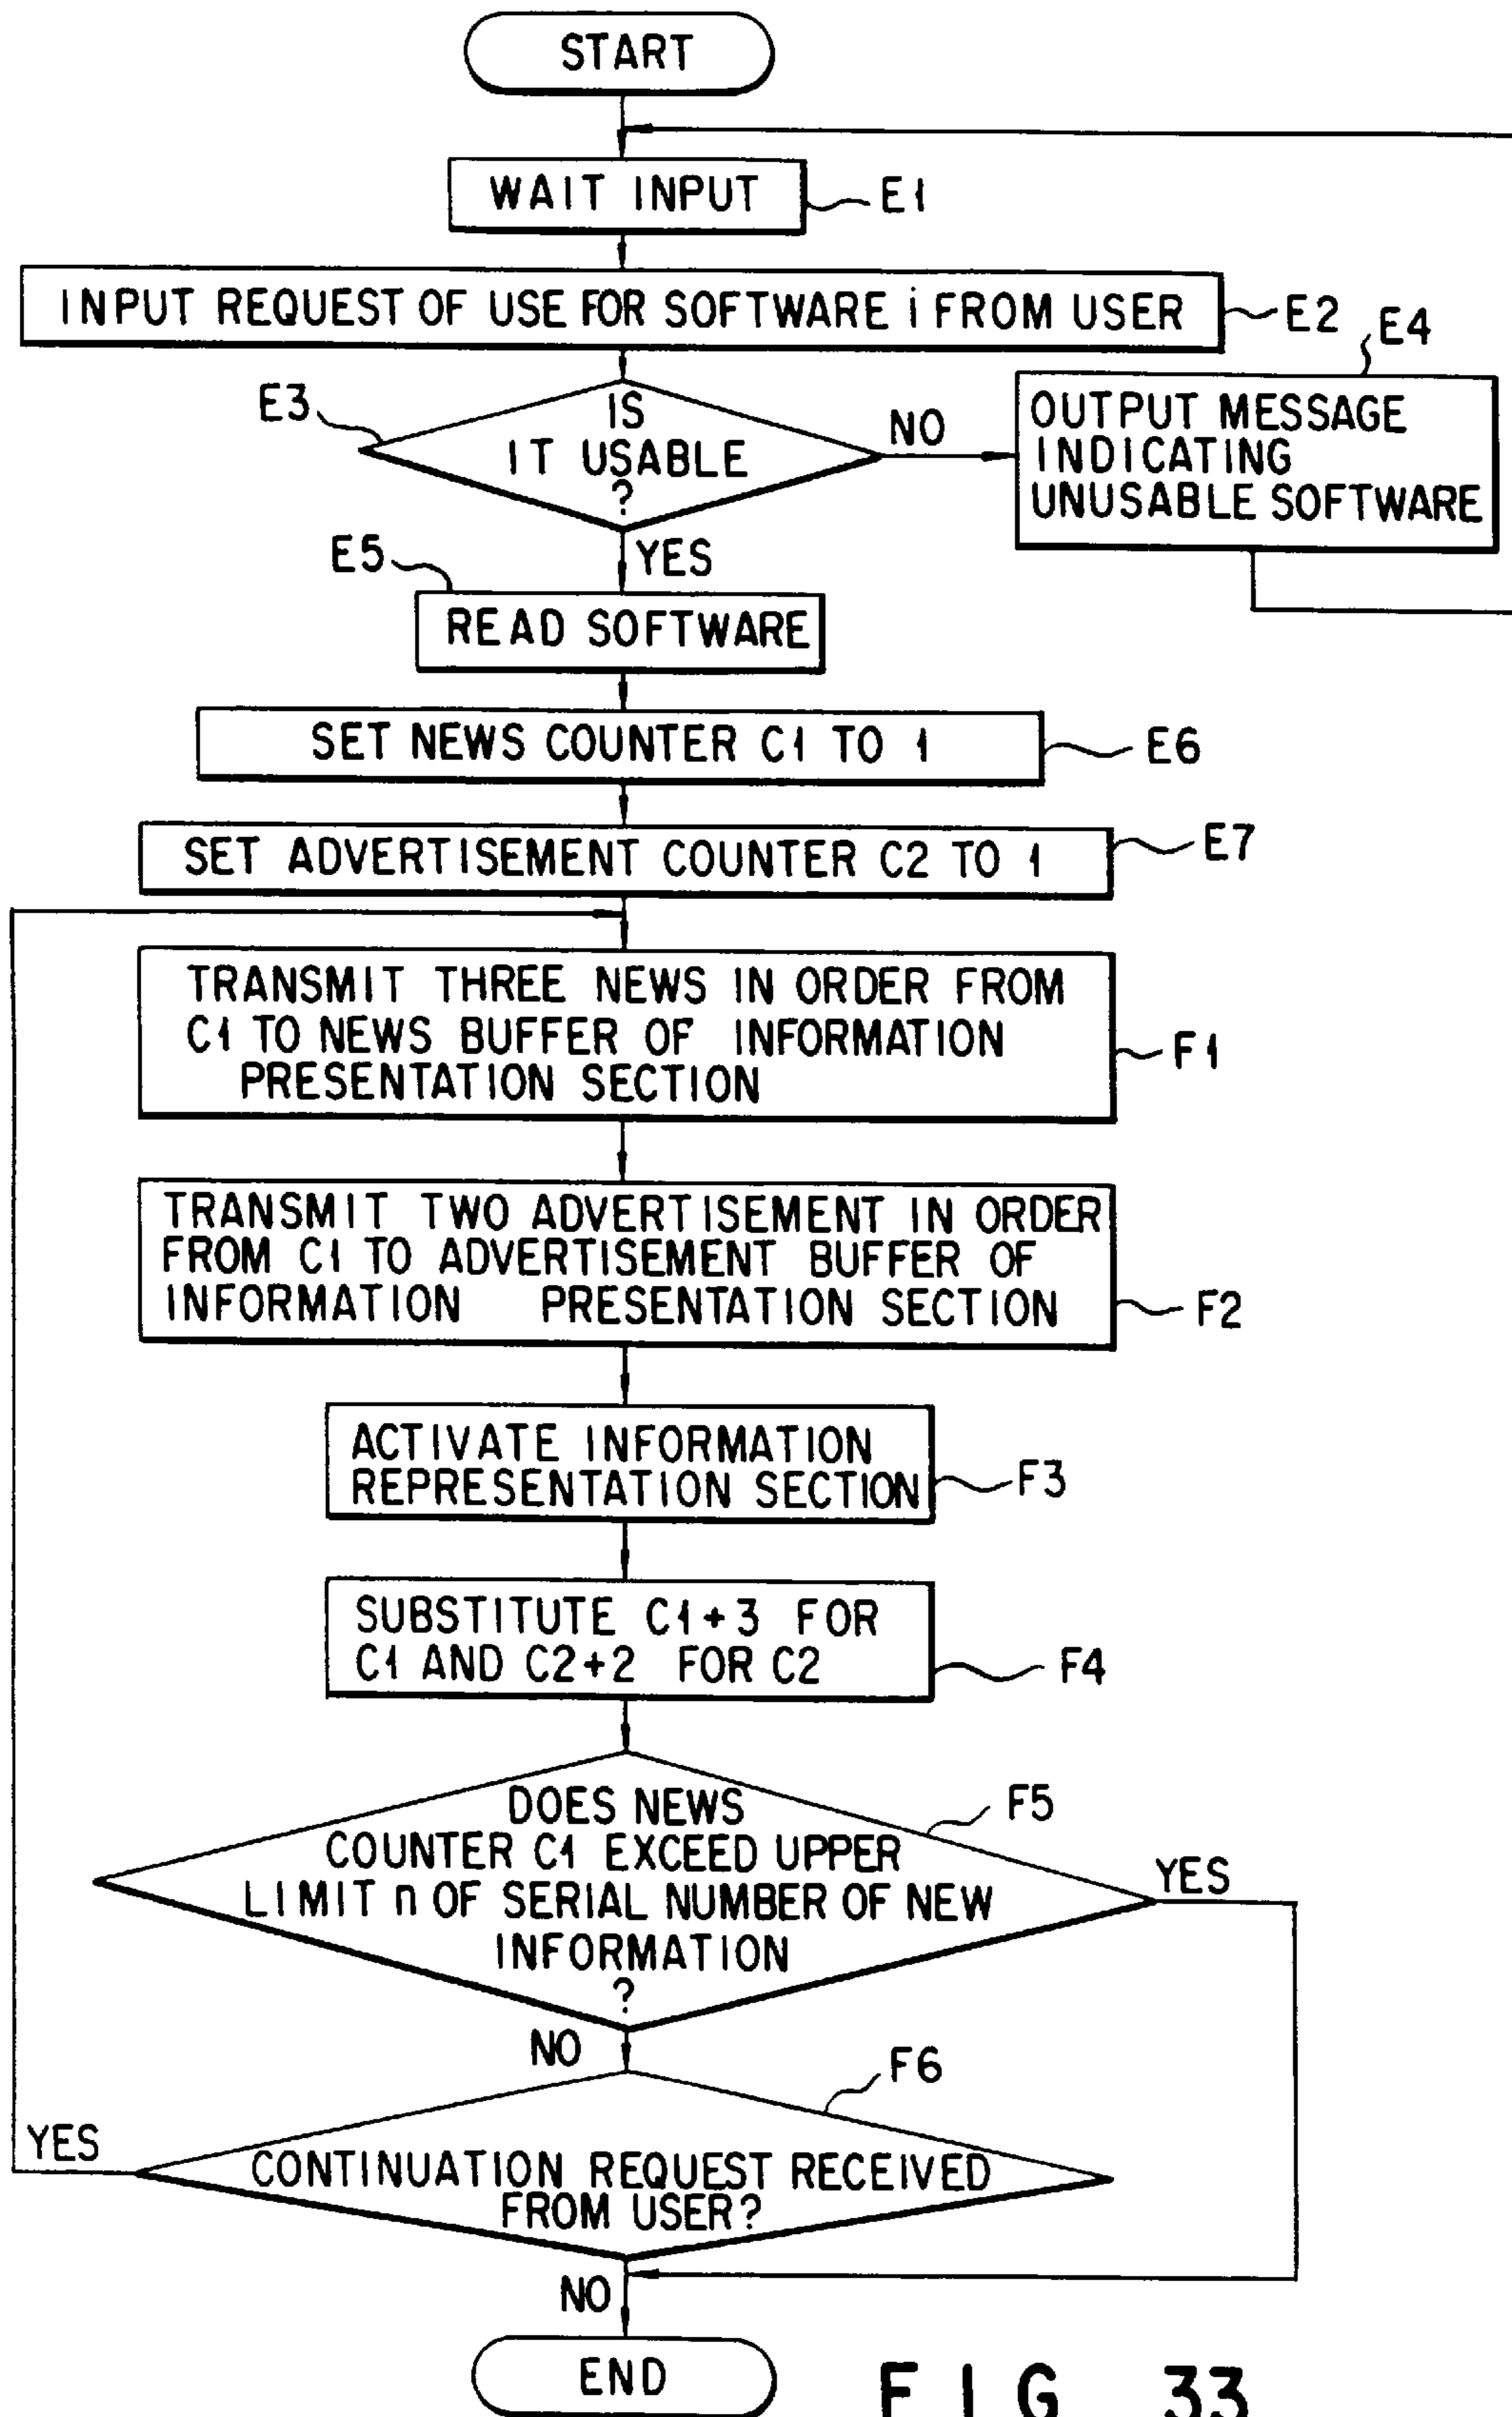 START
WAIT INPUT
E1
INPUT REQUEST OF USE FOR SOFTWARE i FROM USER
E2
E3
IS
IT USABLE
?
NO
E4
OUTPUT MESSAGE
INDICATING
UNUSABLE SOFTWARE
YES
E5
READ SOFTWARE
SET NEWS COUNTER C1 TO 1
E6
SET ADVERTISEMENT COUNTER C2 TO 1
E7
TRANSMIT THREE NEWS IN ORDER FROM
C1 TO NEWS BUFFER OF INFORMATION
PRESENTATION SECTION
F1
TRANSMIT TWO ADVERTISEMENT IN ORDER
FROM C1 TO ADVERTISEMENT BUFFER OF
INFORMATION PRESENTATION SECTION
F2
ACTIVATE INFORMATION
REPRESENTATION SECTION
F3
SUBSTITUTE C1+3 FOR
C1 AND C2+2 FOR C2
F4
DOES NEWS
COUNTER C1 EXCEED UPPER
LIMIT n OF SERIAL NUMBER OF NEW
INFORMATION
?
F5
YES
NO
F6
CONTINUATION REQUEST RECEIVED
FROM USER?
YES
NO
END
FIG. 33